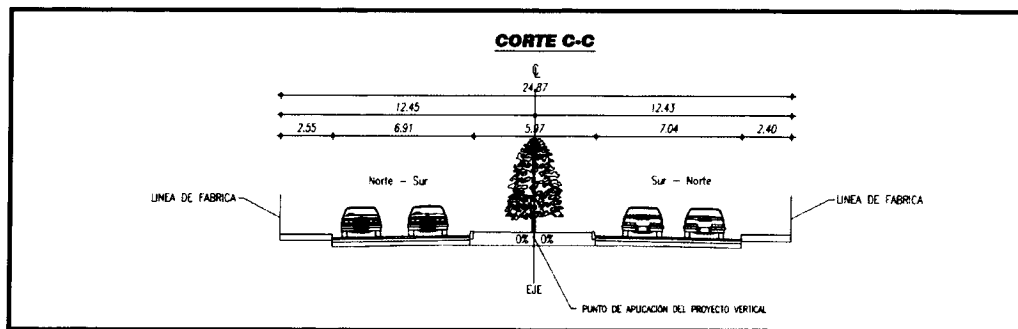 CORTE C-C
℄
24.87
12.45 12.43
2.55 6.91 5.97 7.04 2.40
Norte - Sur Sur - Norte
LINEA DE FABRICA LINEA DE FABRICA
0% 0%
EJE
PUNTO DE APLICACIÓN DEL PROYECTO VERTICAL